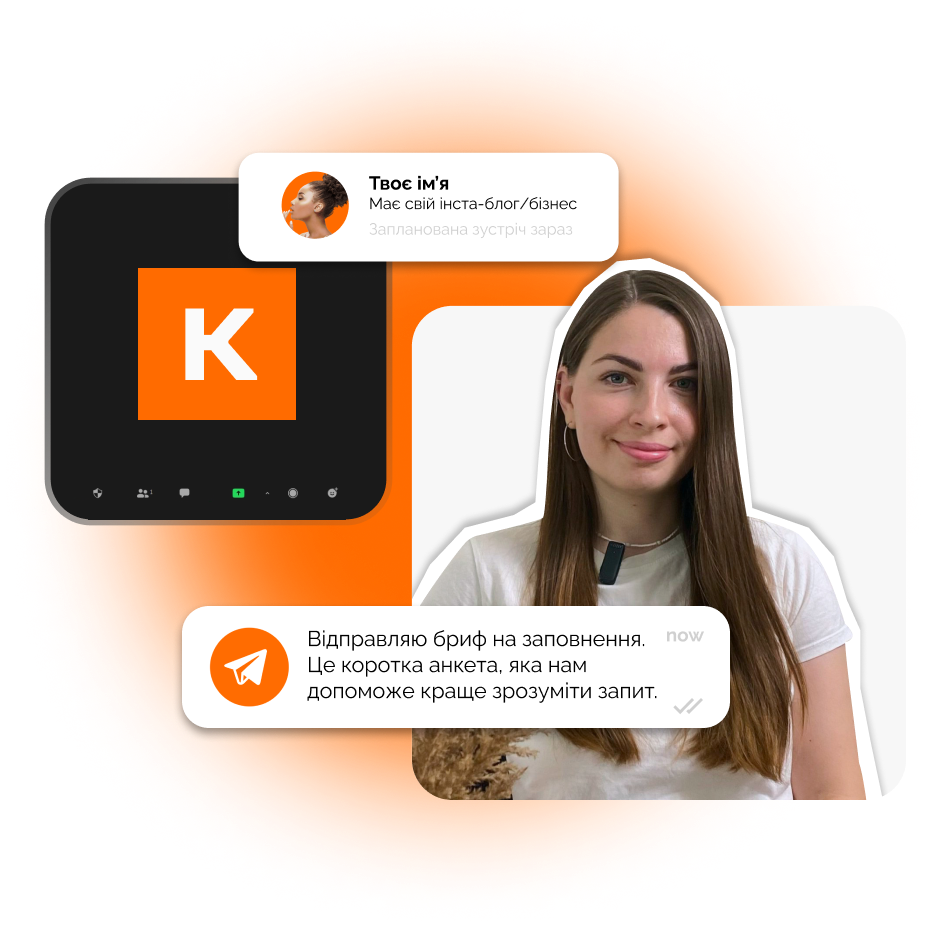 Твоє ім’я
Має свій інста-блог/бізнес
Запланована зустріч зараз
K
1
Відправляю бриф на заповнення.
now
Це коротка анкета, яка нам
допоможе краще зрозуміти запит.